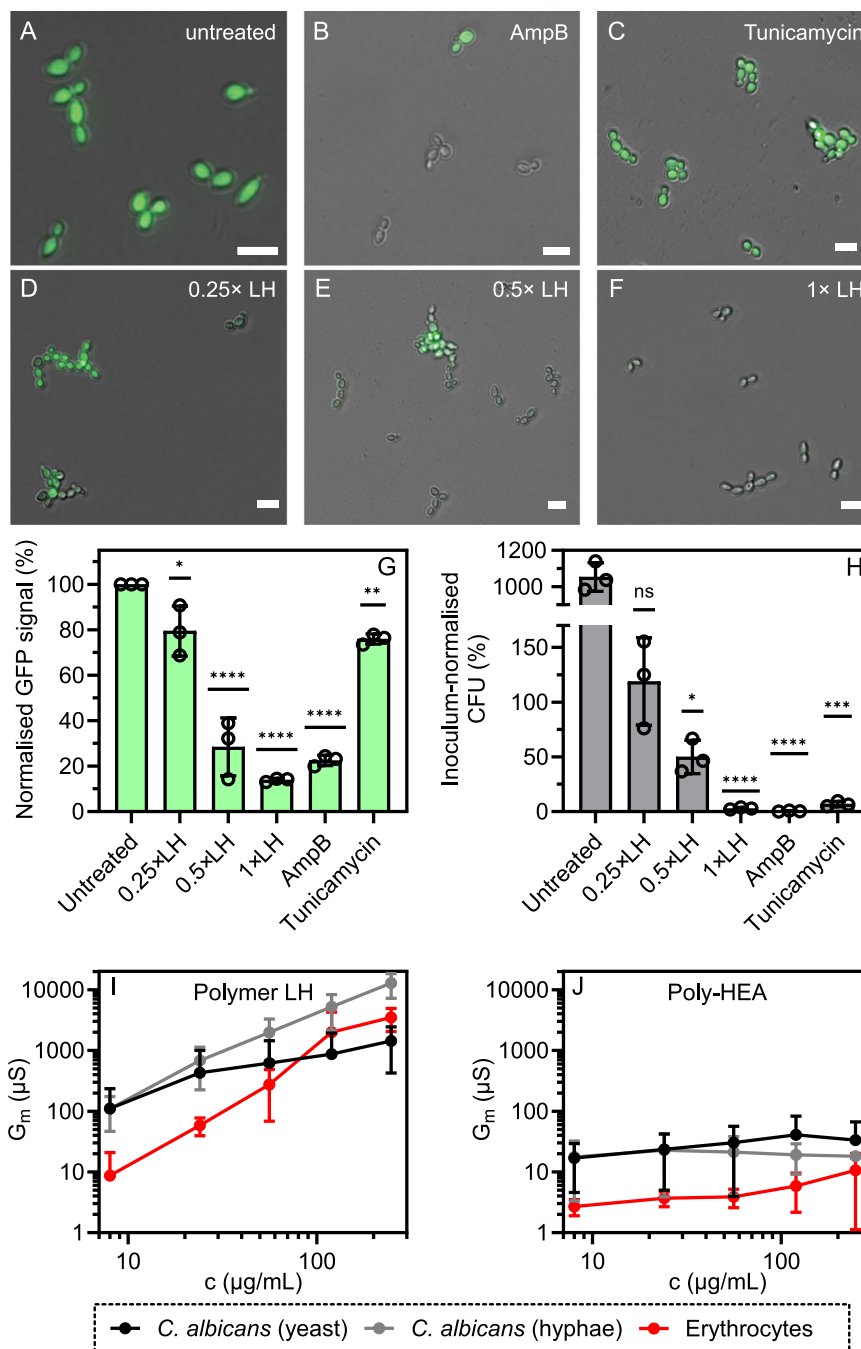 A untreated
B AmpB
C Tunicamycin
D 0.25× LH
E 0.5× LH
F 1× LH
G
Normalised GFP signal (%)
100
80
60
40
20
0
*
****
****
****
**
Untreated
0.25×LH
0.5×LH
1×LH
AmpB
Tunicamycin
H
Inoculum-normalised
CFU (%)
1200
1000
150
100
50
0
ns
*
****
****
***
Untreated
0.25×LH
0.5×LH
1×LH
AmpB
Tunicamycin
I Polymer LH
Gm (µS)
10000
1000
100
10
1
10 100
c (µg/mL)
J Poly-HEA
Gm (µS)
10000
1000
100
10
1
10 100
c (µg/mL)
C. albicans (yeast) C. albicans (hyphae) Erythrocytes